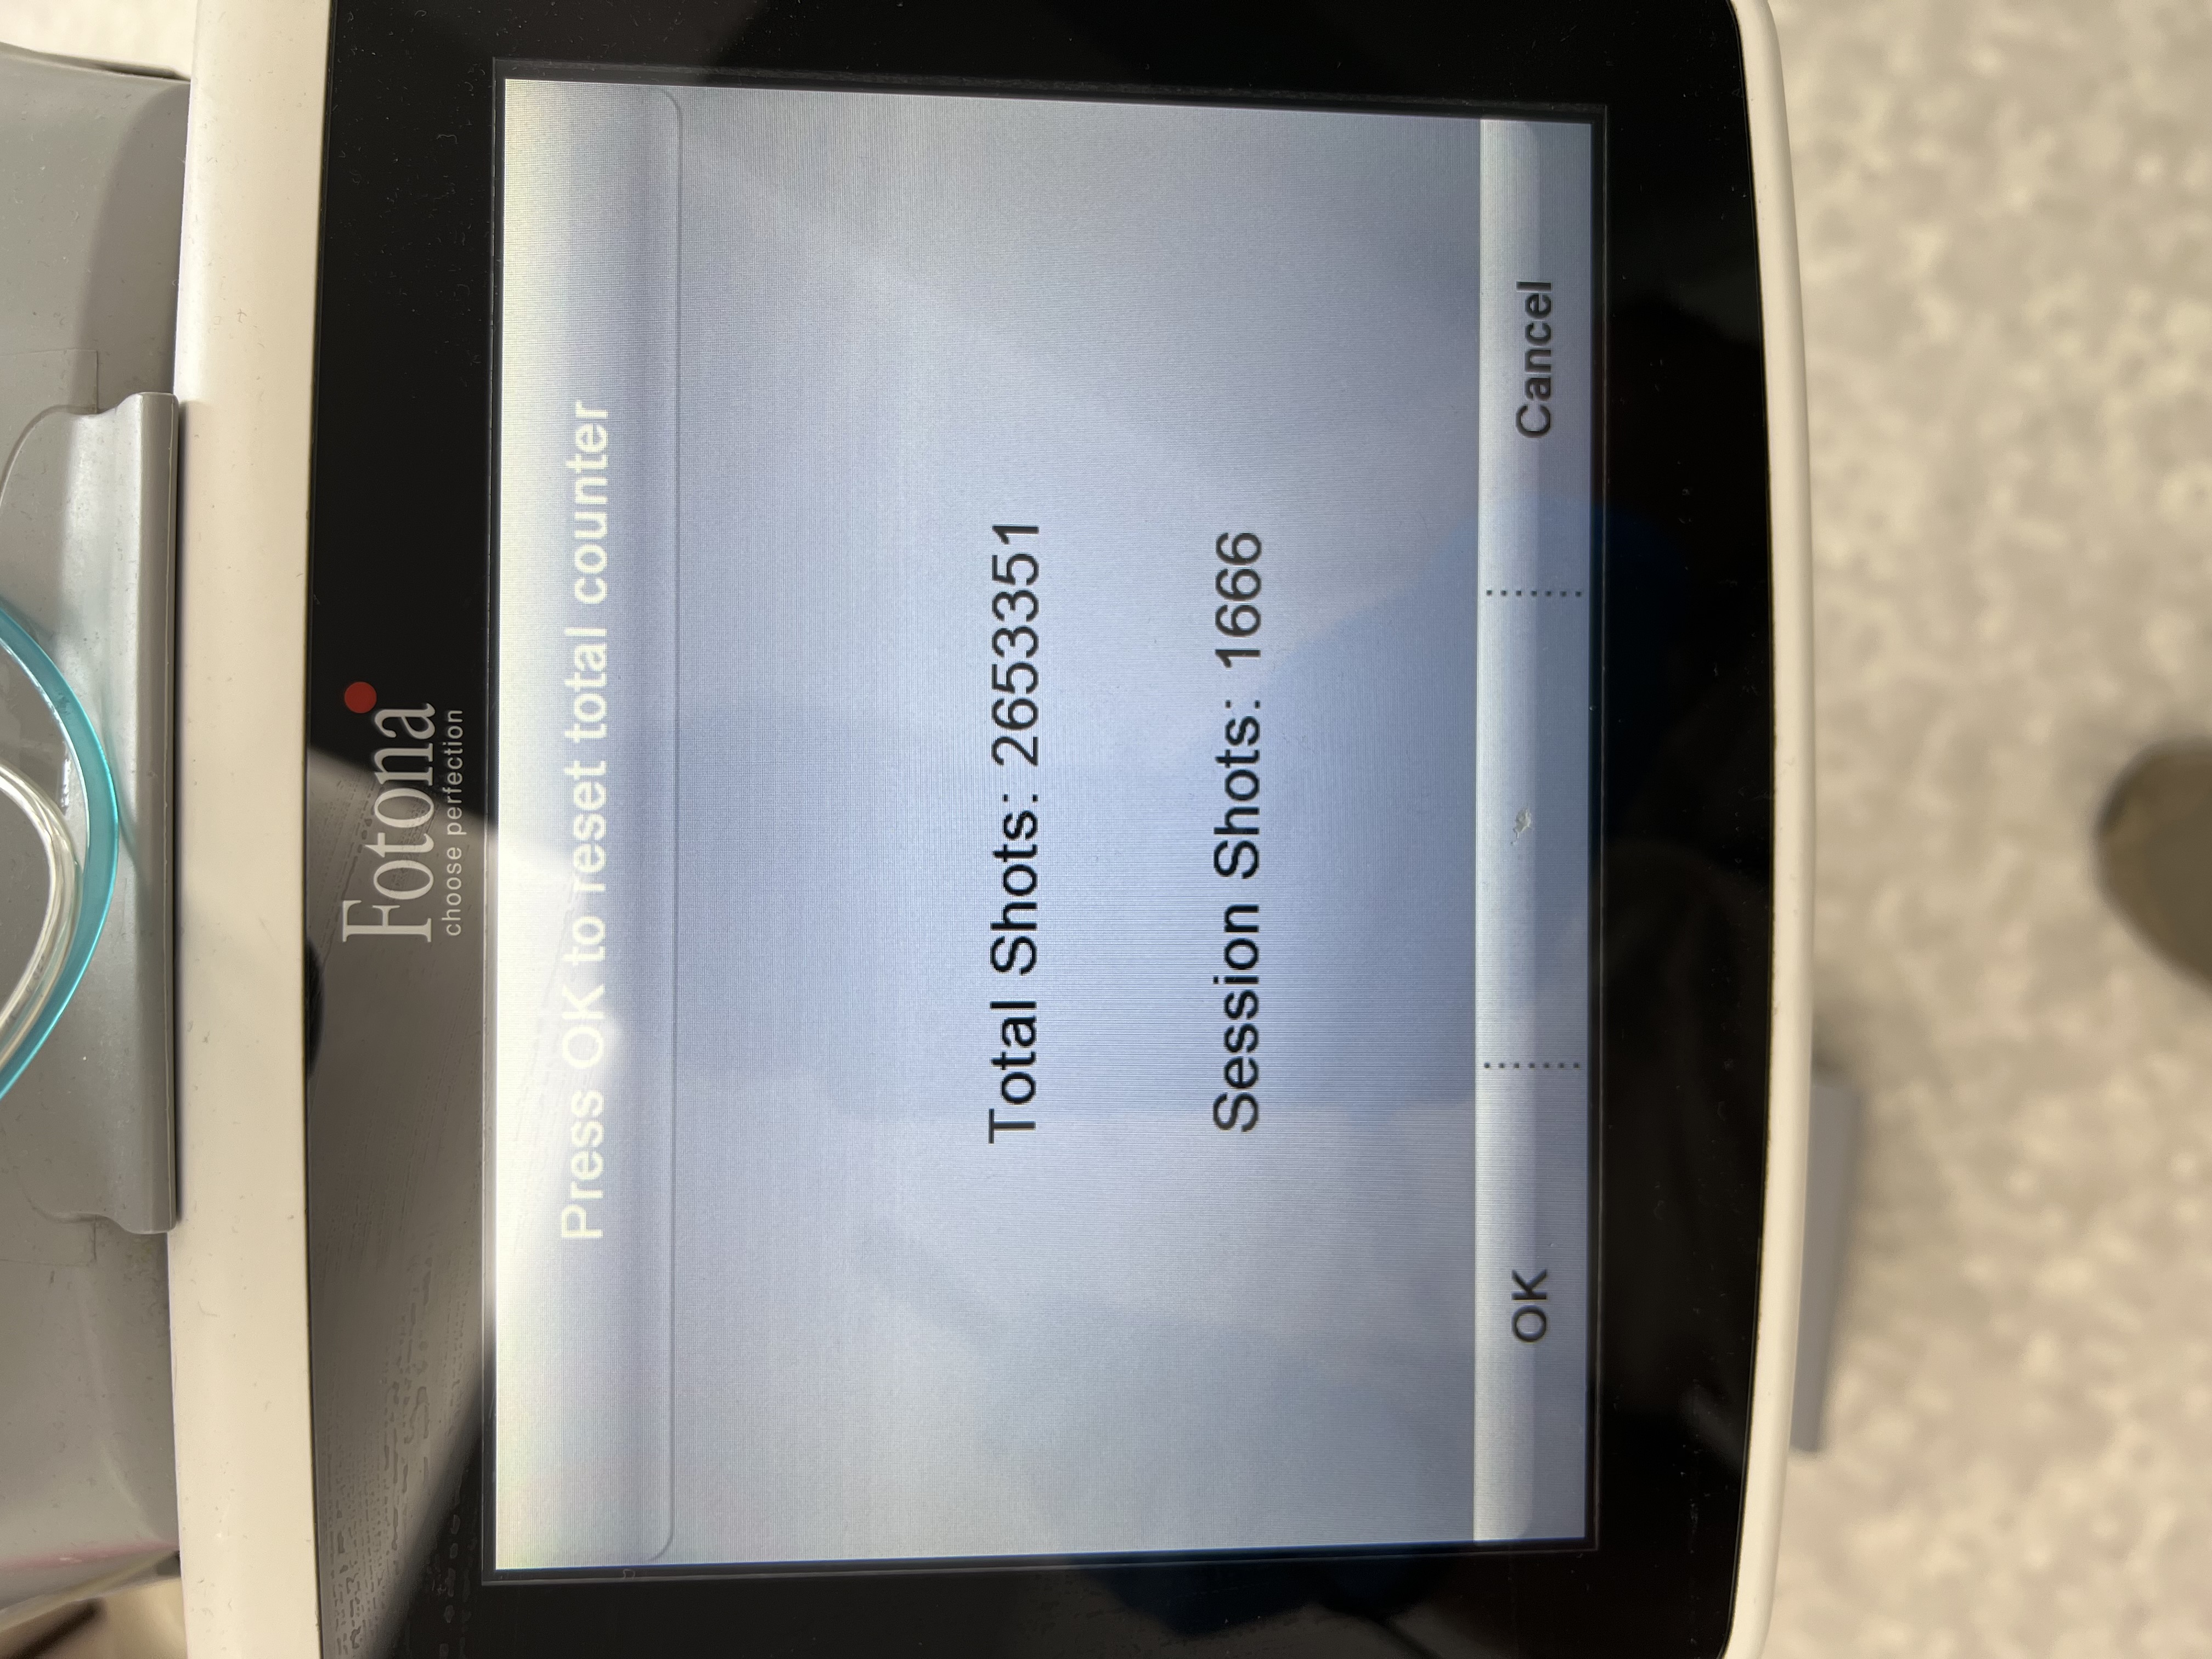 Fotona
choose perfection
Press OK to reset total counter
Total Shots: 2653351
Session Shots: 1666
OK
Cancel